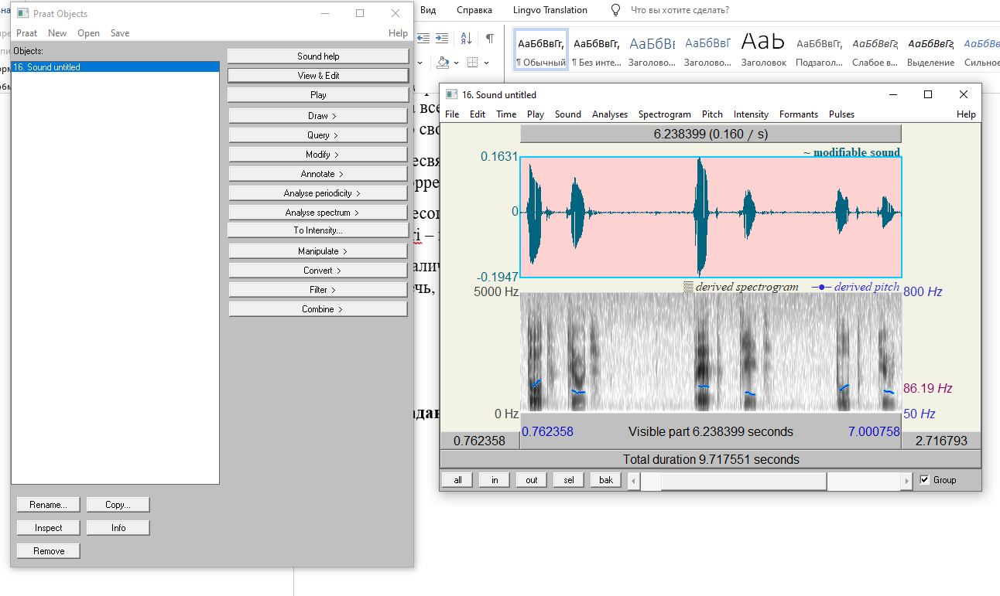 Praat Objects
Praat New Open Save Help
Objects:
16. Sound untitled
Sound help
View & Edit
Play
Draw >
Query >
Modify >
Annotate >
Analyse periodicity >
Analyse spectrum >
To Intensity...
Manipulate >
Convert >
Filter >
Combine >
Rename... Copy...
Inspect Info
Remove
Вид Справка Lingvo Translation Что вы хотите сделать?
АаБбВвГг, АаБбВвГг, АаБбВ АаБбВвГ АаБ АаБбВвГг, АаБбВвГг, АаБбВвГг, АаБбВ
¶ Обычный ¶ Без инте... Заголово... Заголово... Заголовок Подзагол... Слабое в... Выделение Сильное
16. Sound untitled
File Edit Time Play Sound Analyses Spectrogram Pitch Intensity Formants Pulses Help
6.238399 (0.160 / s)
~ modifiable sound
0.1631
0
-0.1947
5000 Hz derived spectrogram derived pitch 800 Hz
86.19 Hz
0 Hz 50 Hz
0.762358 Visible part 6.238399 seconds 7.000758
0.762358 2.716793
Total duration 9.717551 seconds
all in out sel bak Group